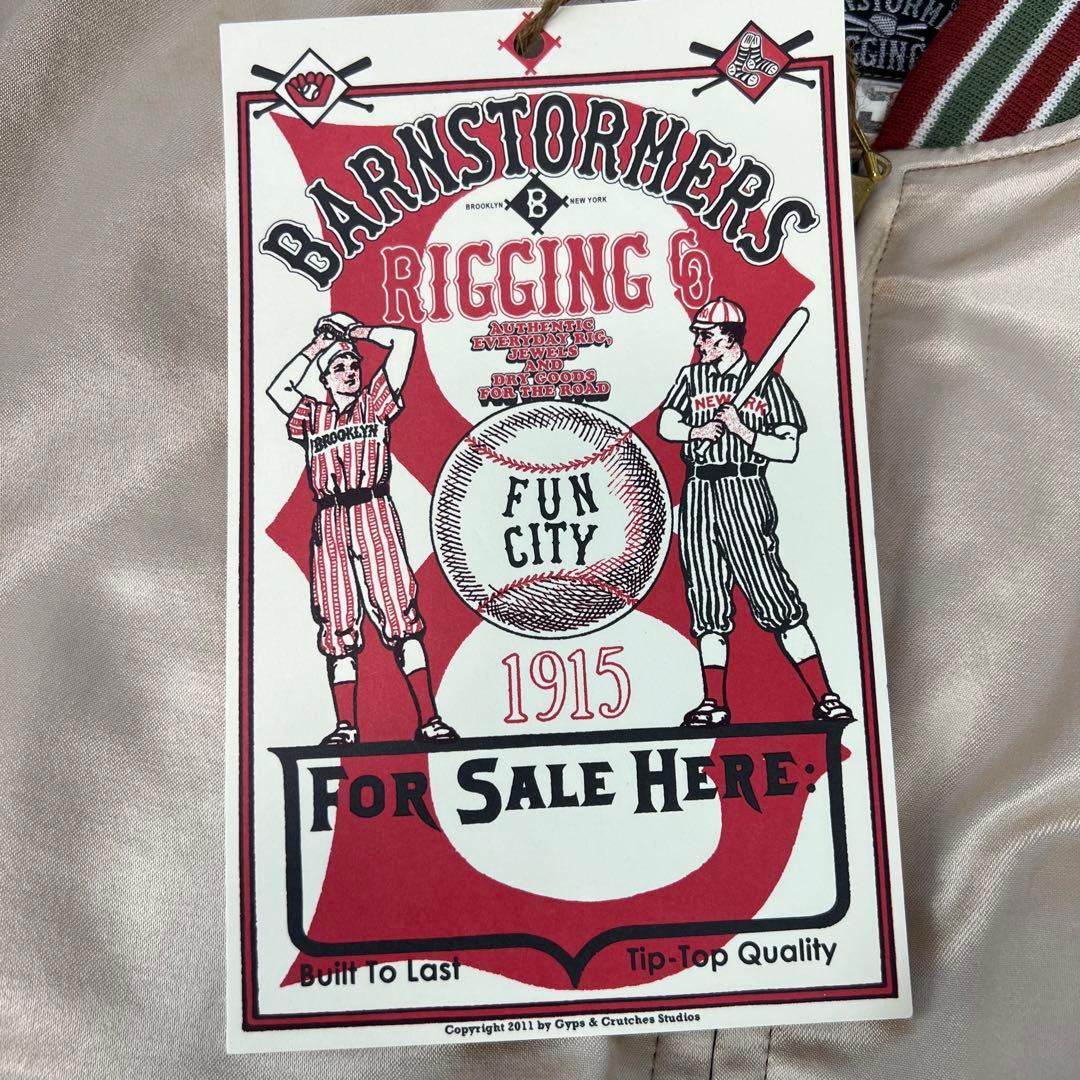 BARNSTORMERS
BROOKLYN B NEW YORK
RIGGING CO
AUTHENTIC
EVERYDAY RIG,
JEWELS
AND
DRY GOODS
FOR THE ROAD
B
BROOKLYN
NEW YORK
FUN
CITY
1915
FOR SALE HERE:
Built To Last
Tip-Top Quality
Copyright 2011 by Gyps & Crutches Studios
GGING